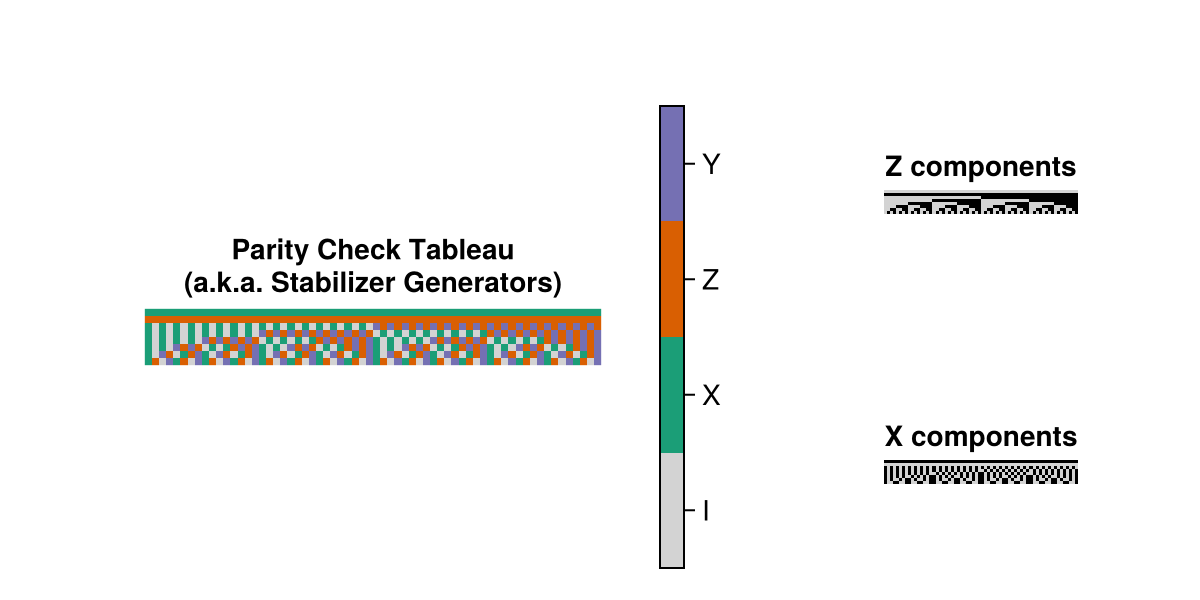 Parity Check Tableau
(a.k.a. Stabilizer Generators)
Y
Z
X
I
Z components
X components